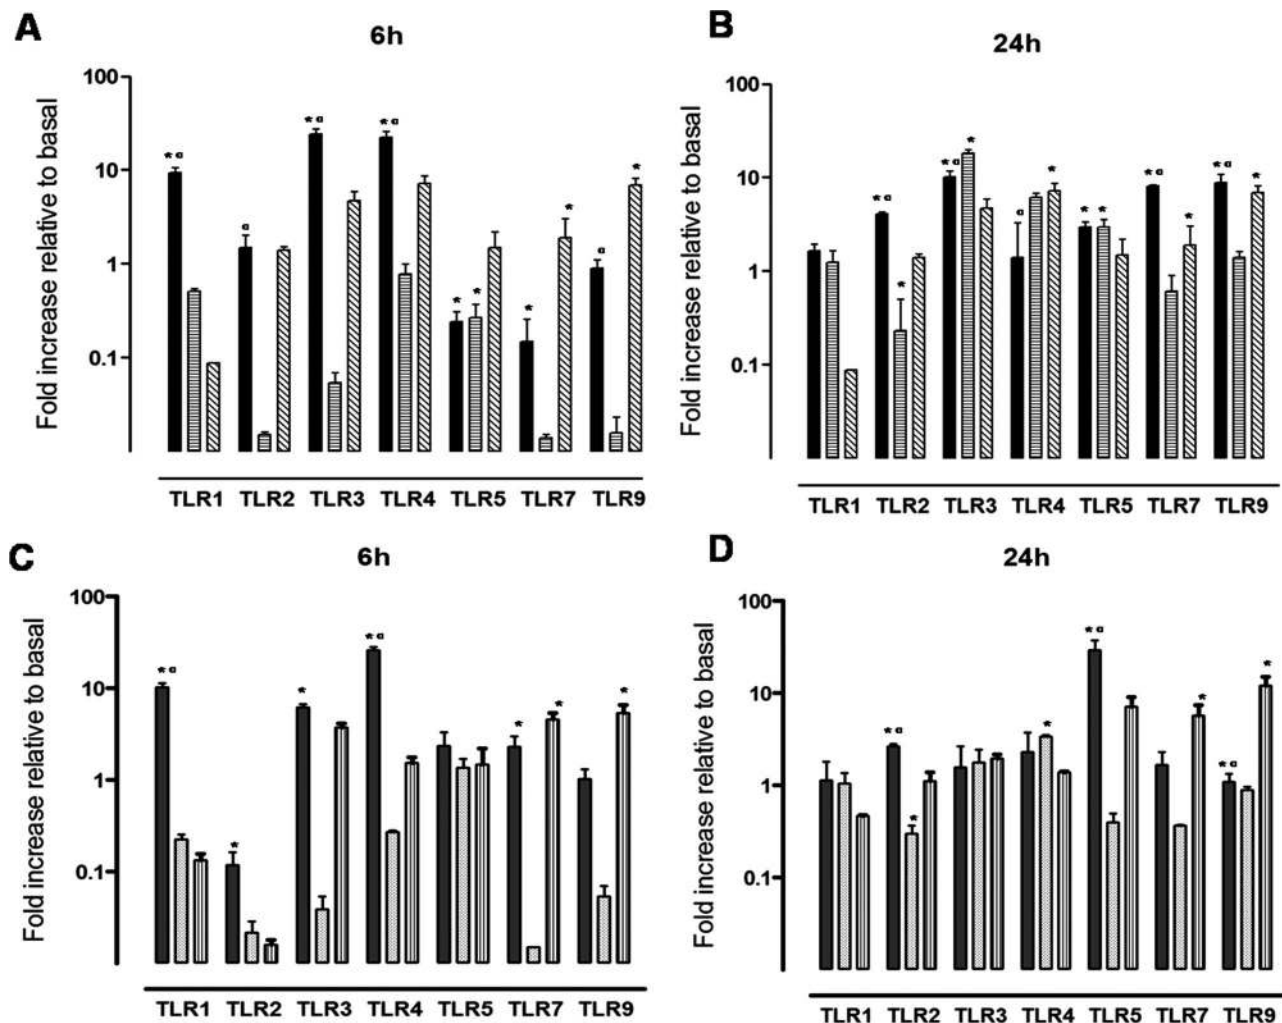 A
6h
Fold increase relative to basal
100
10
1
0.1
* ¤
¤
* ¤
* ¤
* *
* *
¤ *
TLR1 TLR2 TLR3 TLR4 TLR5 TLR7 TLR9
B
24h
Fold increase relative to basal
100
10
1
0.1
* ¤ *
* ¤ *
¤ *
* *
* ¤ *
* ¤ *
TLR1 TLR2 TLR3 TLR4 TLR5 TLR7 TLR9
C
6h
Fold increase relative to basal
100
10
1
0.1
* ¤
*
*
* ¤
* *
*
TLR1 TLR2 TLR3 TLR4 TLR5 TLR7 TLR9
D
24h
Fold increase relative to basal
100
10
1
0.1
* ¤ *
*
* ¤
*
* ¤ *
TLR1 TLR2 TLR3 TLR4 TLR5 TLR7 TLR9